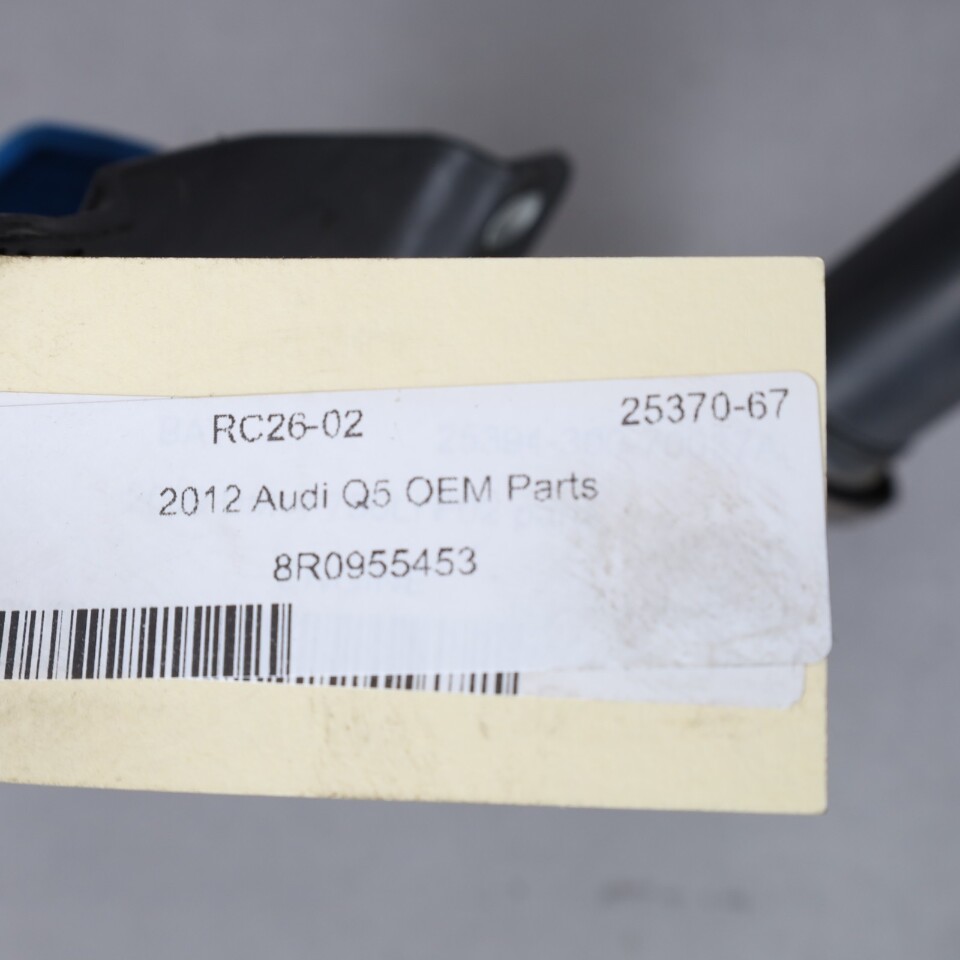 RC26-02 25370-67
2012 Audi Q5 OEM Parts
8R0955453